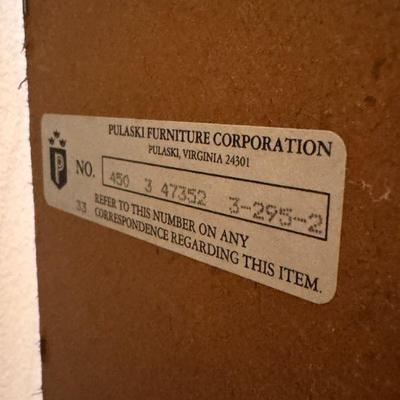 PULASKI FURNITURE CORPORATION
PULASKI, VIRGINIA 24301
P
NO. 450 3 47352 3-295-2
33 REFER TO THIS NUMBER ON ANY
CORRESPONDENCE REGARDING THIS ITEM.